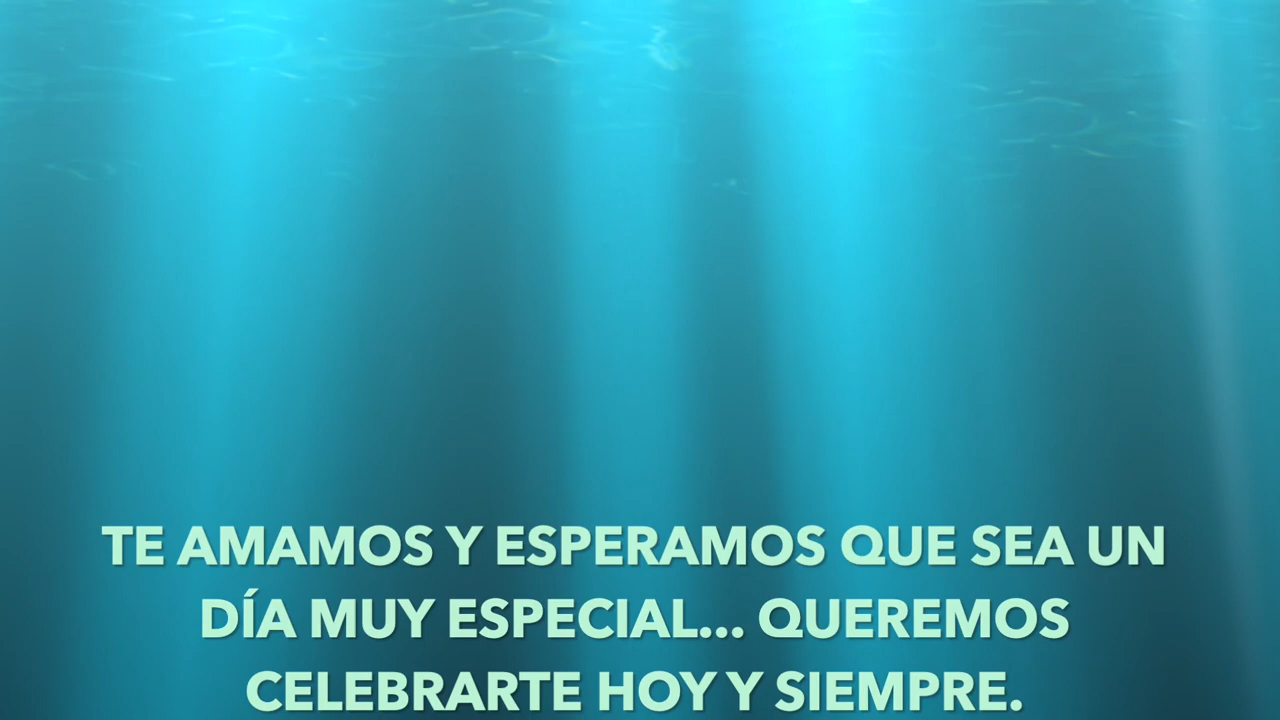 TE AMAMOS Y ESPERAMOS QUE SEA UN
DÍA MUY ESPECIAL... QUEREMOS
CELEBRARTE HOY Y SIEMPRE.